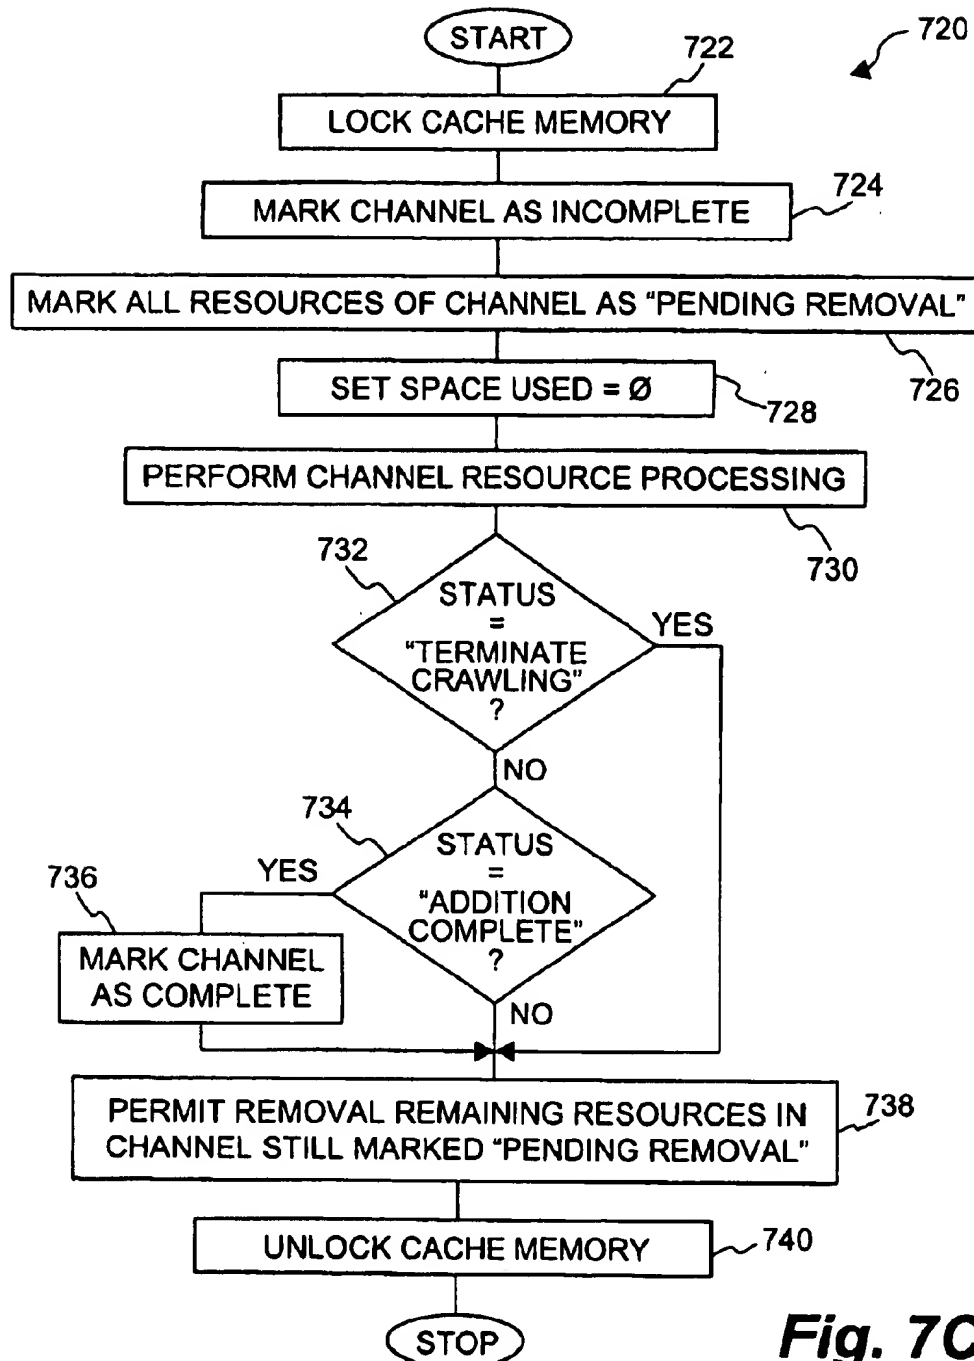 START
720
722
LOCK CACHE MEMORY
724
MARK CHANNEL AS INCOMPLETE
MARK ALL RESOURCES OF CHANNEL AS "PENDING REMOVAL"
726
SET SPACE USED = Ø
728
PERFORM CHANNEL RESOURCE PROCESSING
730
732
STATUS
=
"TERMINATE
CRAWLING"
?
YES
NO
734
STATUS
=
"ADDITION
COMPLETE"
?
YES
736
MARK CHANNEL
AS COMPLETE
NO
PERMIT REMOVAL REMAINING RESOURCES IN
CHANNEL STILL MARKED "PENDING REMOVAL"
738
UNLOCK CACHE MEMORY
740
STOP
Fig. 7C